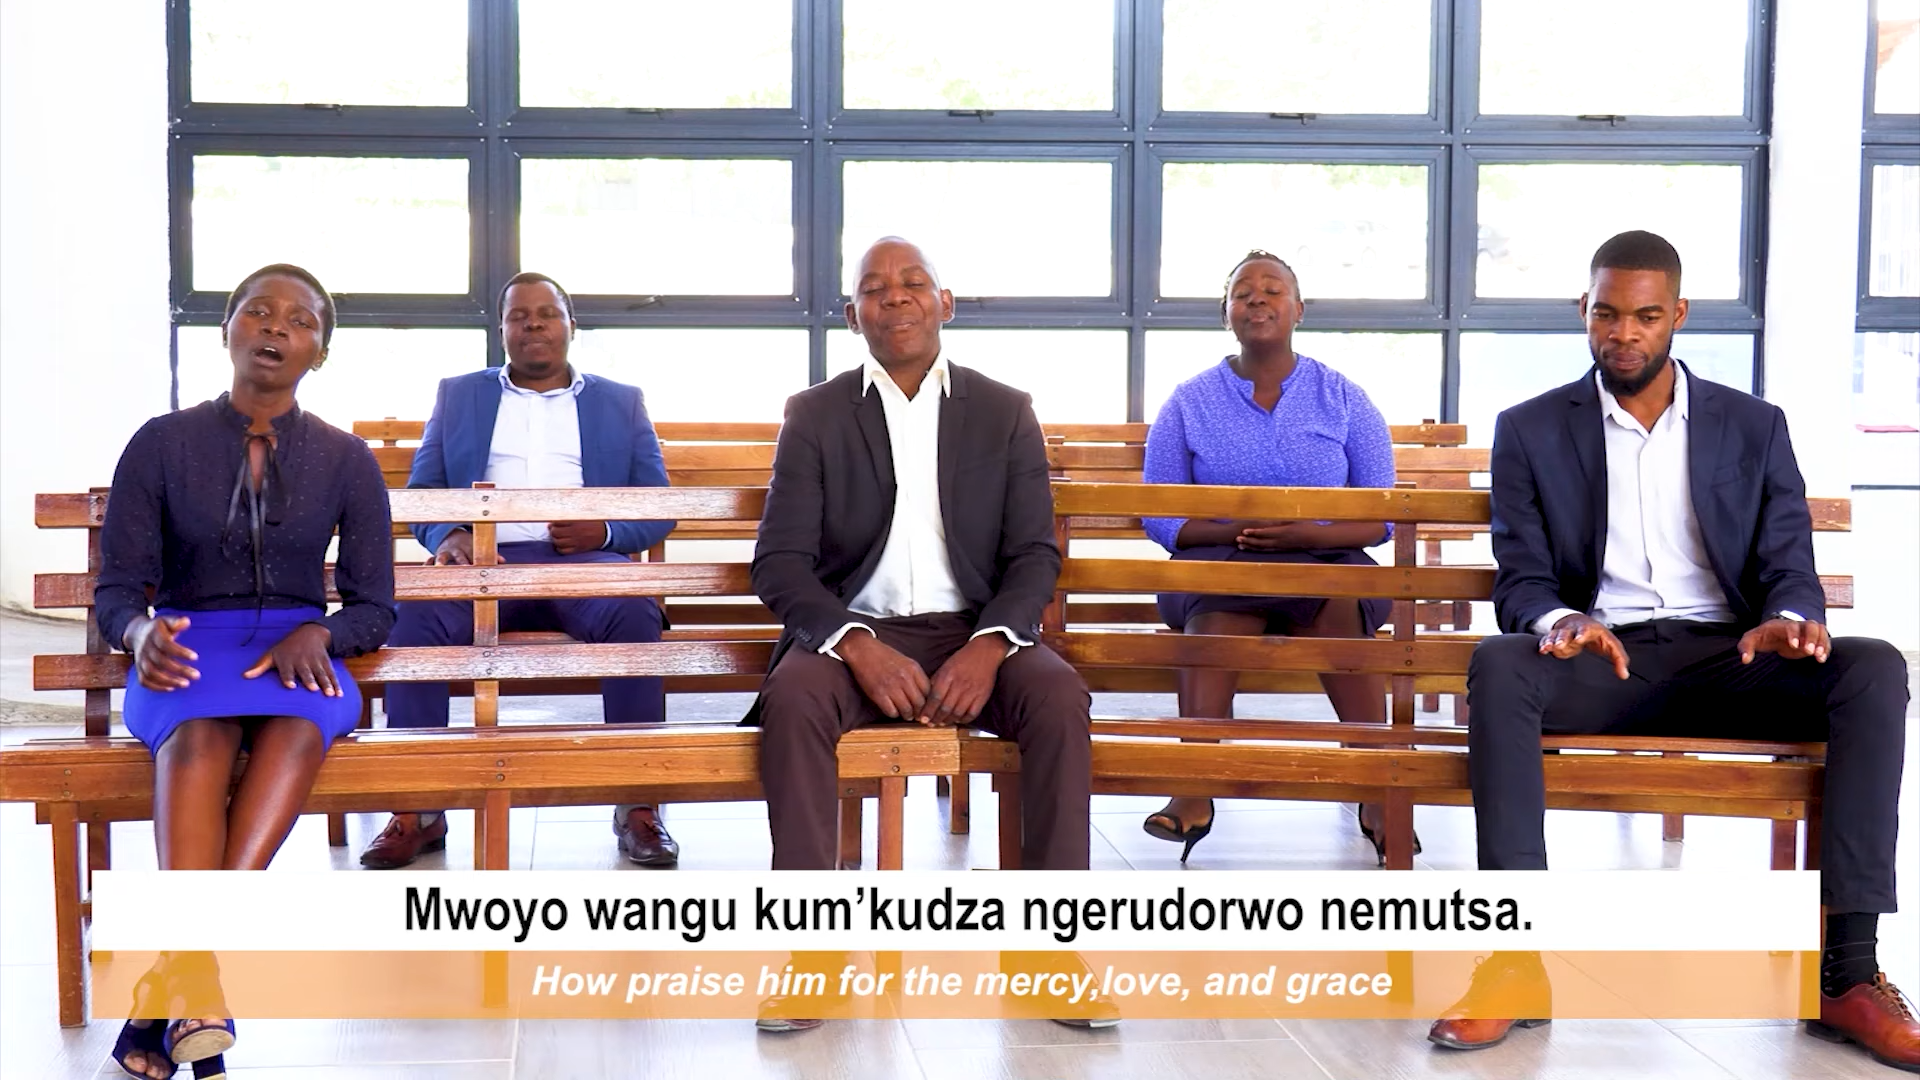 Mwoyo wangu kum’kudza ngerudorwo nemutsa.
How praise him for the mercy,love, and grace